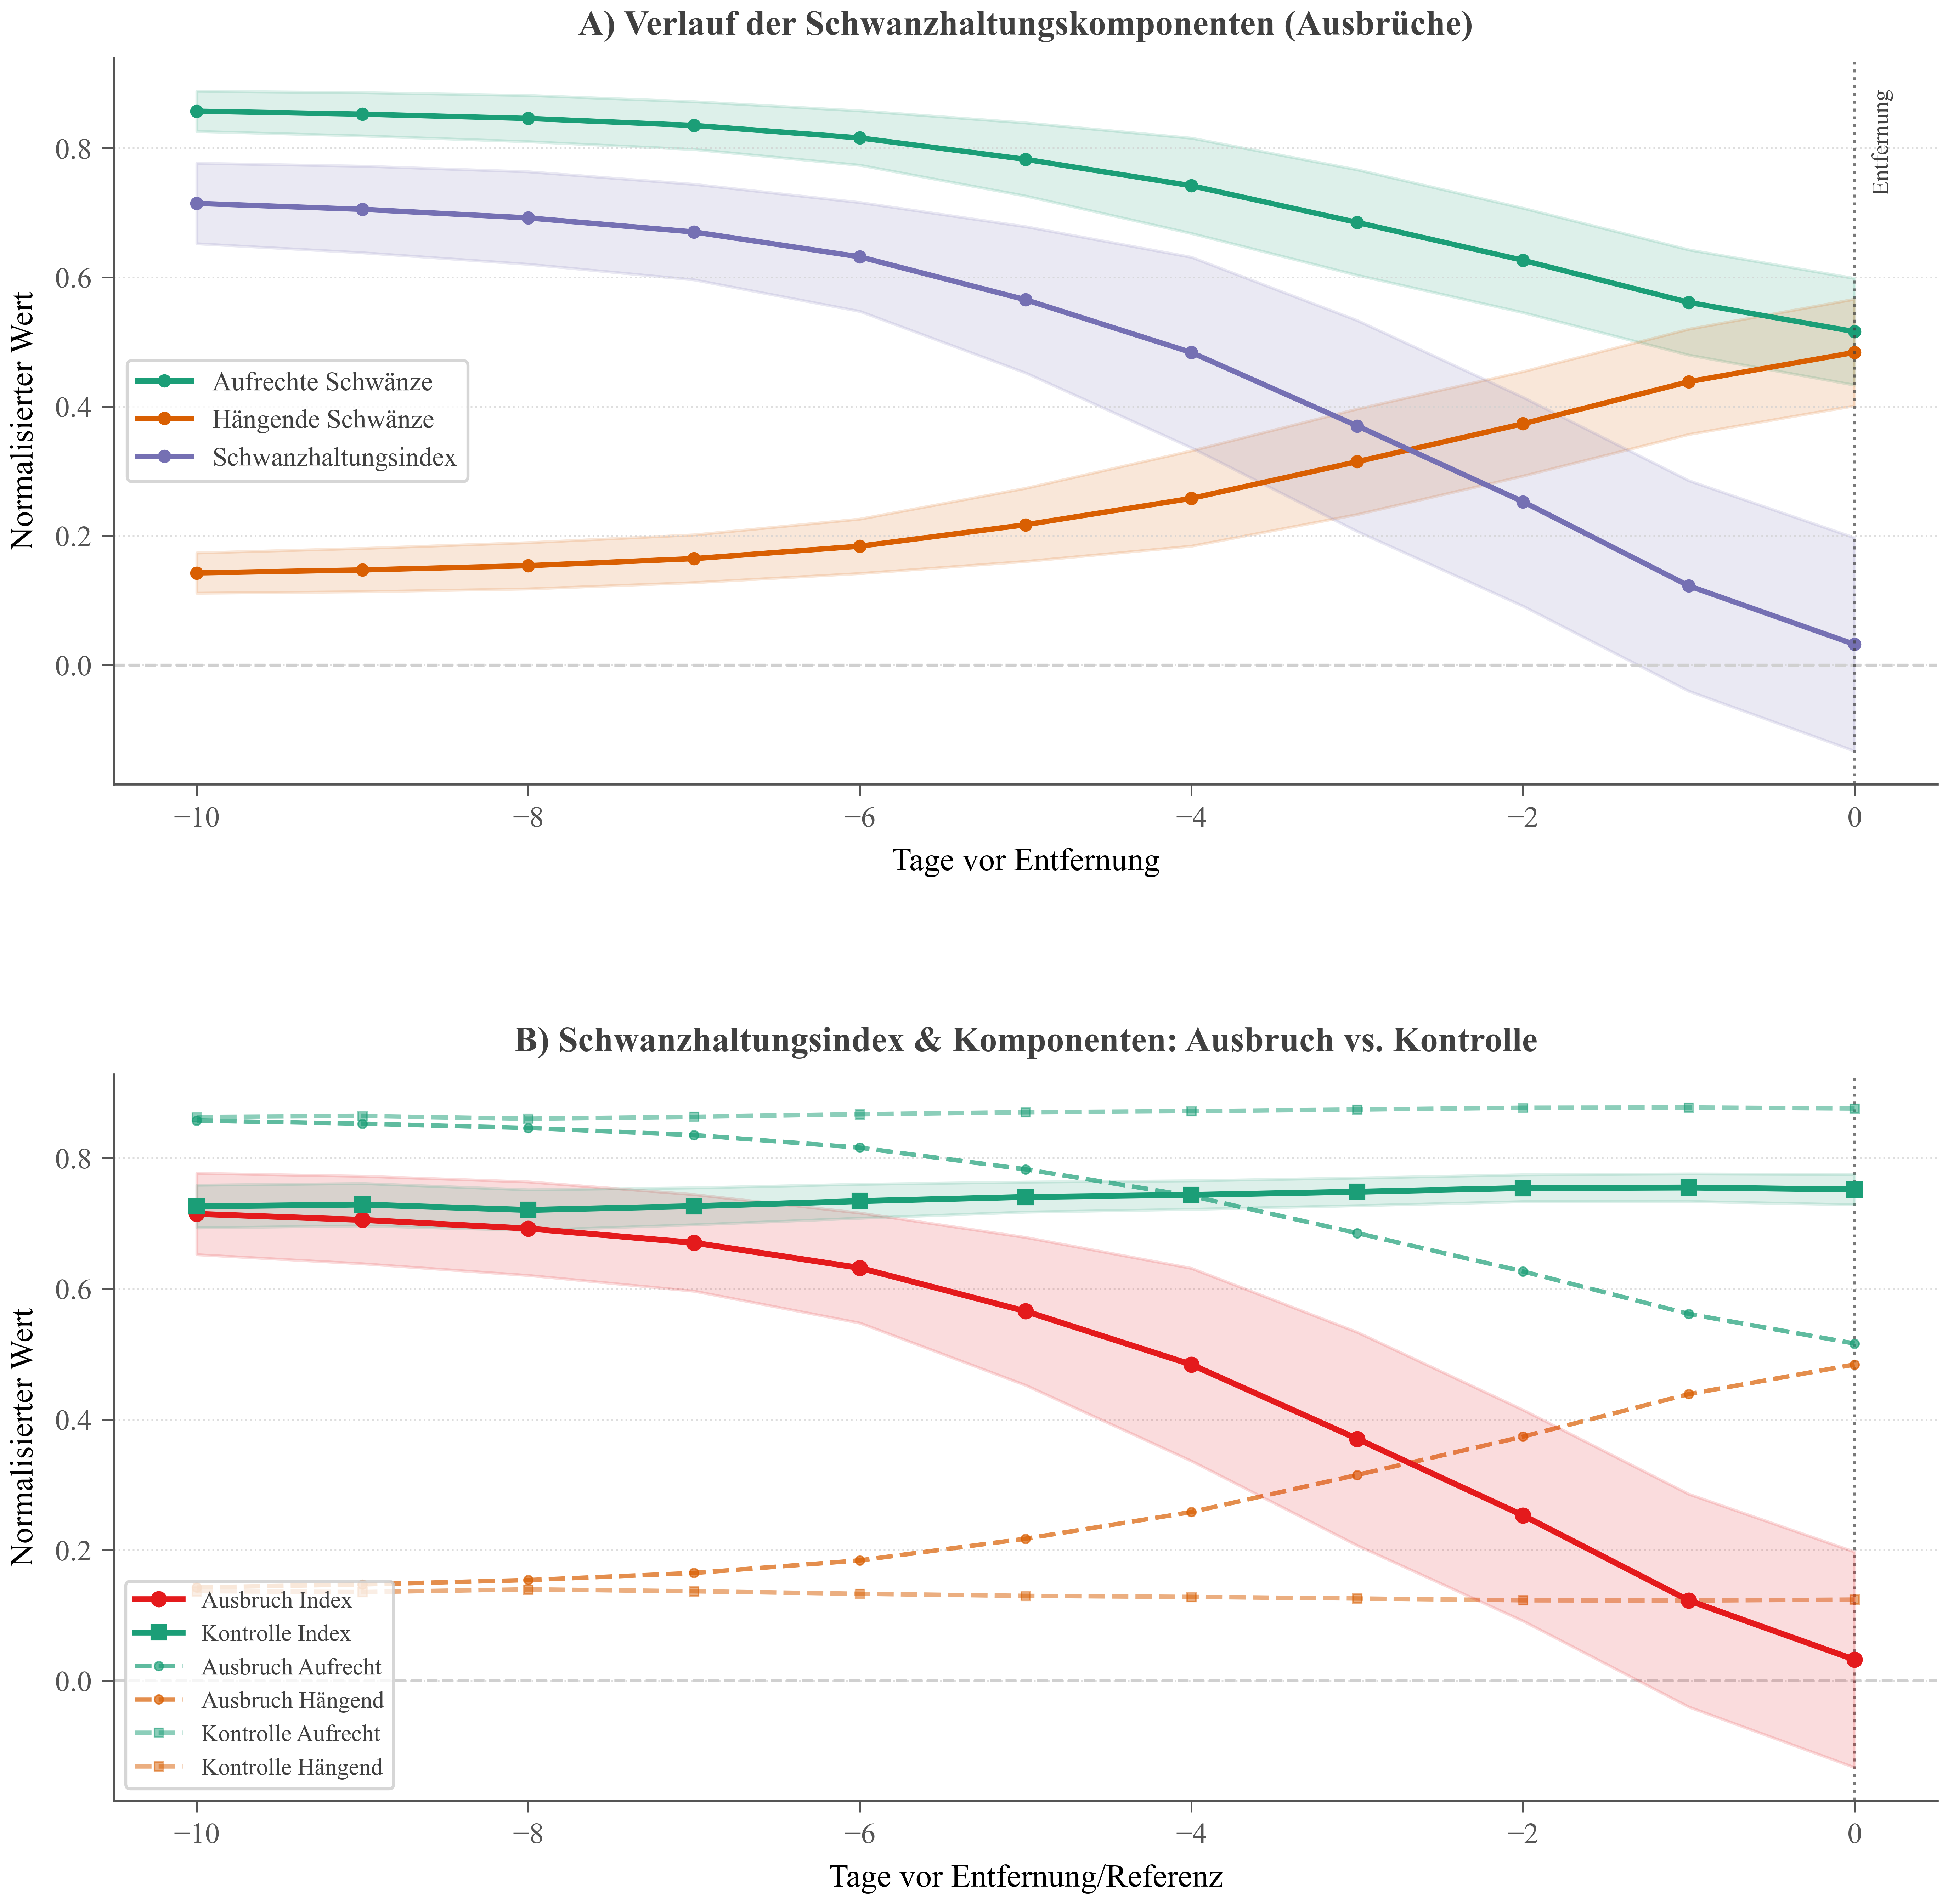 A) Verlauf der Schwanzhaltungskomponenten (Ausbrüche)
Normalisierter Wert
0.8
0.6
0.4
0.2
0.0
Aufrechte Schwänze
Hängende Schwänze
Schwanzhaltungsindex
Entfernung
−10
−8
−6
−4
−2
0
Tage vor Entfernung
B) Schwanzhaltungsindex & Komponenten: Ausbruch vs. Kontrolle
Normalisierter Wert
0.8
0.6
0.4
0.2
0.0
Ausbruch Index
Kontrolle Index
Ausbruch Aufrecht
Ausbruch Hängend
Kontrolle Aufrecht
Kontrolle Hängend
−10
−8
−6
−4
−2
0
Tage vor Entfernung/Referenz